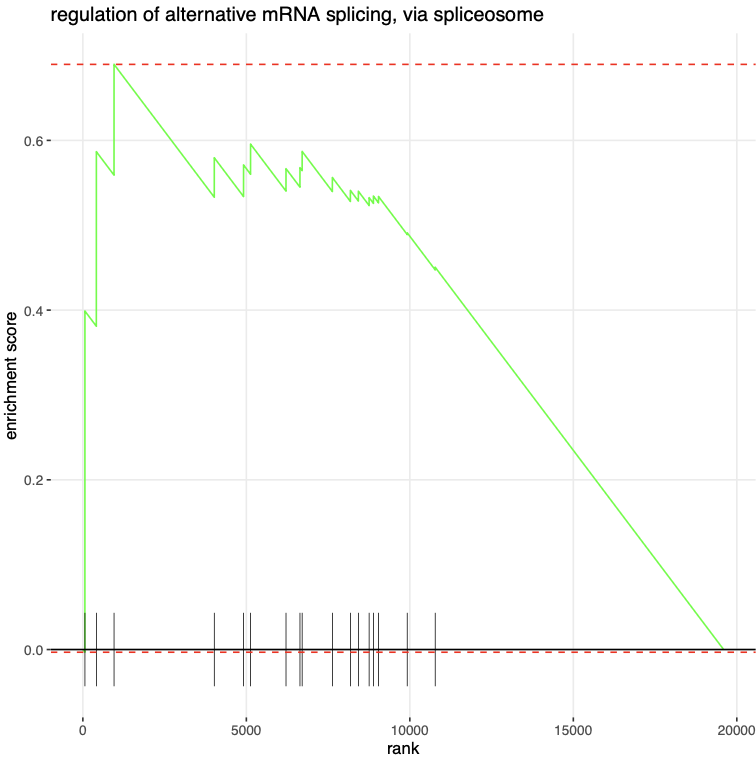 regulation of alternative mRNA splicing, via spliceosome
enrichment score
0.6
0.4
0.2
0.0
0 5000 10000 15000 20000
rank